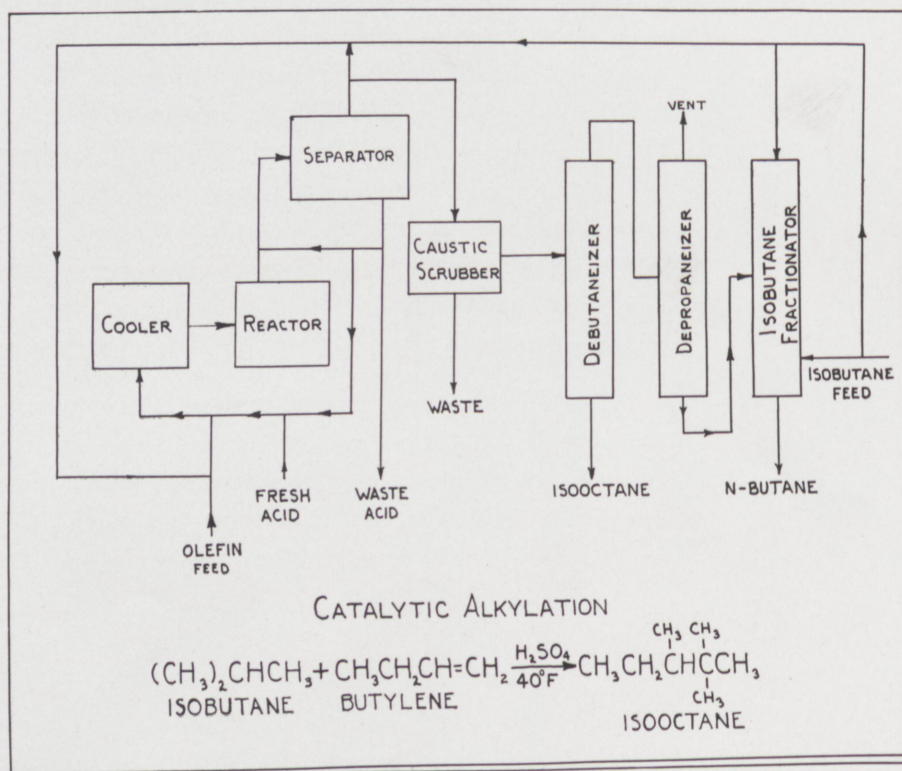 VENT
SEPARATOR
CAUSTIC
SCRUBBER
DEBUTANEIZER
DEPROPANEIZER
ISOBUTANE
FRACTIONATOR
COOLER
REACTOR
ISOBUTANE
FEED
WASTE
FRESH
ACID
WASTE
ACID
ISOOCTANE
N-BUTANE
OLEFIN
FEED
CATALYTIC ALKYLATION
CH₃ CH₃
(CH₃)₂CHCH₃ + CH₃CH₂CH=CH₂ H₂SO₄ 40°F CH₃CH₂CHCCH₃
CH₃
ISOBUTANE BUTYLENE ISOOCTANE